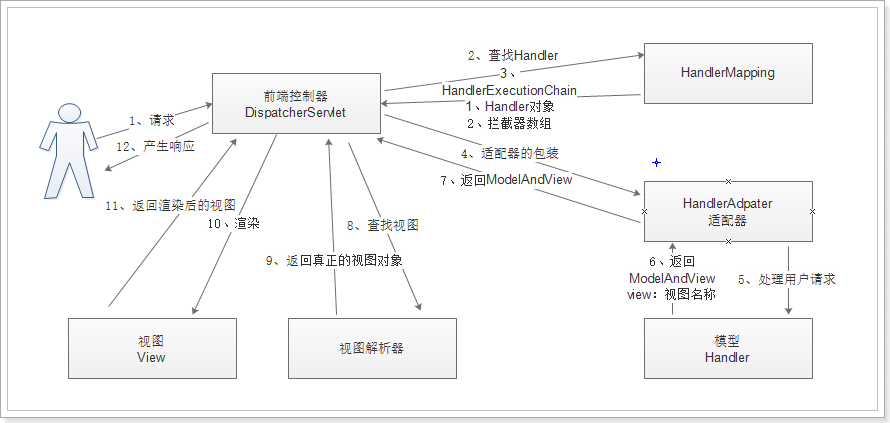 2、查找Handler
3、
HandlerExecutionChain
1、Handler对象
2、拦截器数组
HandlerMapping
前端控制器
DispatcherServlet
1、请求
12、产生响应
4、适配器的包装
7、返回ModelAndView
HandlerAdpater
适配器
11、返回渲染后的视图
10、渲染
8、查找视图
9、返回真正的视图对象
6、返回
ModelAndView
view：视图名称
5、处理用户请求
视图
View
视图解析器
模型
Handler